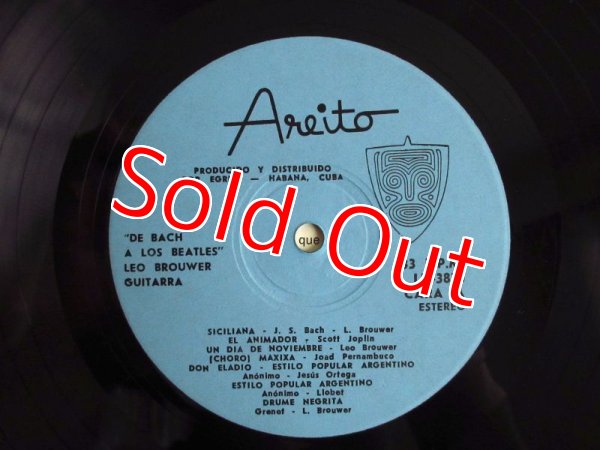 Areito
PRODUCIDO Y DISTRIBUIDO
EGRE — HABANA, CUBA
Sold Out
que
"DE BACH
A LOS BEATLES"
LEO BROUWER
GUITARRA
33
ESTEREO
SICILIANA - J. S. Bach - L. Brouwer
EL ANIMADOR - Scott Joplin
UN DIA DE NOVIEMBRE - Leo Brouwer
[CHORO] MAXIXA - Joad Pernambuco
DON ELADIO - ESTILO POPULAR ARGENTINO
Anónimo - Jesús Ortega
ESTILO POPULAR ARGENTINO
Anónimo - Llobet
DRUME NEGRITA
Grenet - L. Brouwer